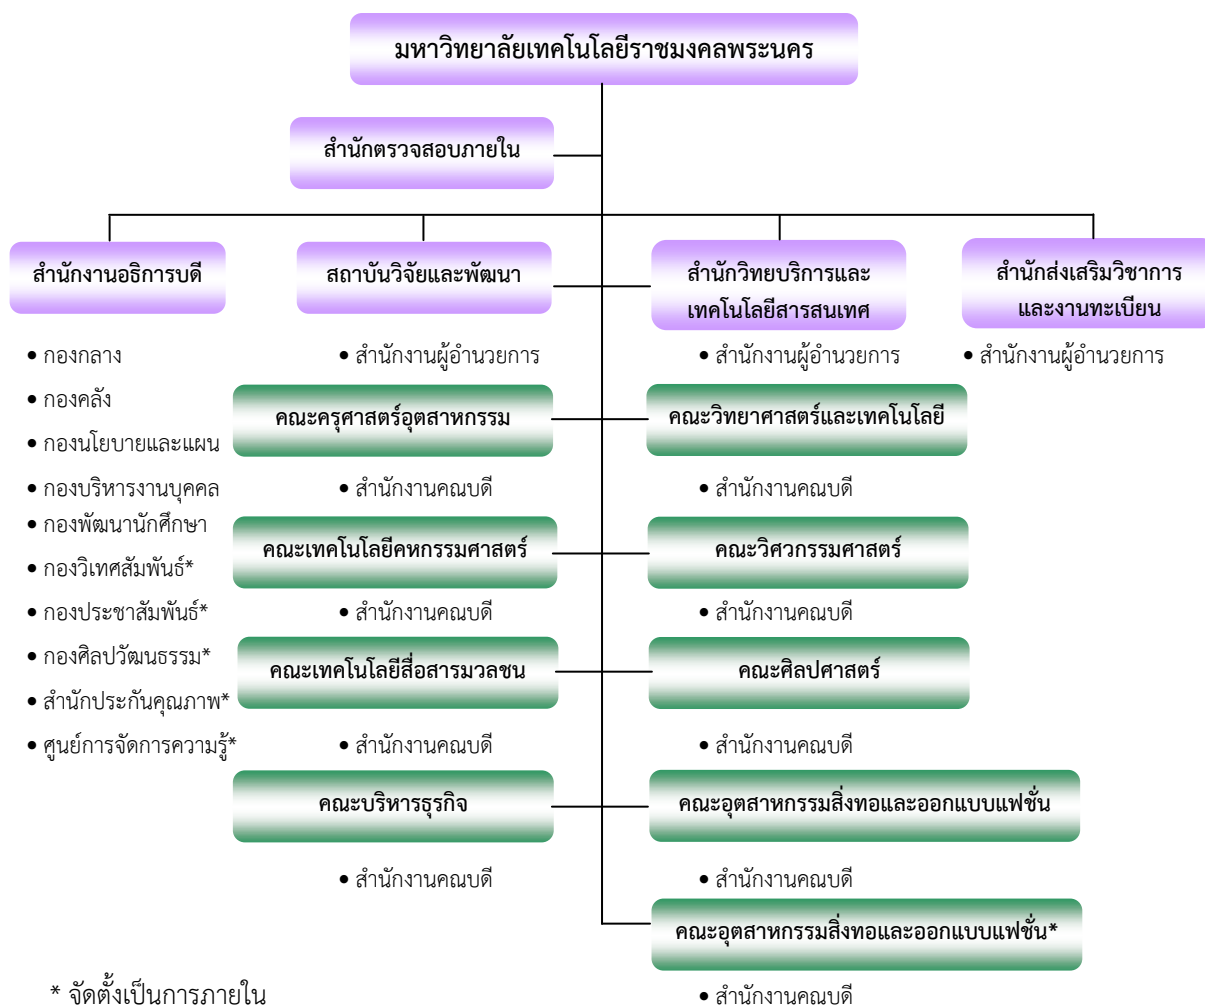 มหาวิทยาลัยเทคโนโลยีราชมงคลพระนคร
สำนักตรวจสอบภายใน
สำนักงานอธิการบดี
• กองกลาง
• กองคลัง
• กองนโยบายและแผน
• กองบริหารงานบุคคล
• กองพัฒนานักศึกษา
• กองวิเทศสัมพันธ์*
• กองประชาสัมพันธ์*
• กองศิลปวัฒนธรรม*
• สำนักประกันคุณภาพ*
• ศูนย์การจัดการความรู้*
สถาบันวิจัยและพัฒนา
• สำนักงานผู้อำนวยการ
สำนักวิทยบริการและ
เทคโนโลยีสารสนเทศ
• สำนักงานผู้อำนวยการ
สำนักส่งเสริมวิชาการ
และงานทะเบียน
• สำนักงานผู้อำนวยการ
คณะครุศาสตร์อุตสาหกรรม
• สำนักงานคณบดี
คณะวิทยาศาสตร์และเทคโนโลยี
• สำนักงานคณบดี
คณะเทคโนโลยีคหกรรมศาสตร์
• สำนักงานคณบดี
คณะวิศวกรรมศาสตร์
• สำนักงานคณบดี
คณะเทคโนโลยีสื่อสารมวลชน
• สำนักงานคณบดี
คณะศิลปศาสตร์
• สำนักงานคณบดี
คณะบริหารธุรกิจ
• สำนักงานคณบดี
คณะอุตสาหกรรมสิ่งทอและออกแบบแฟชั่น
• สำนักงานคณบดี
คณะอุตสาหกรรมสิ่งทอและออกแบบแฟชั่น*
• สำนักงานคณบดี
* จัดตั้งเป็นการภายใน